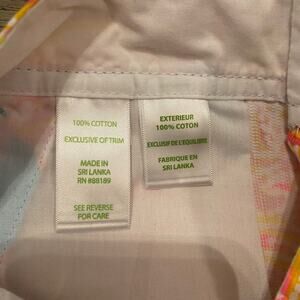 100% COTTON
EXCLUSIVE OF TRIM
MADE IN
SRI LANKA
RN #88189
SEE REVERSE
FOR CARE
EXTERIEUR
100% COTON
EXCLUSIF DE L'EQUILIBRE
FABRIQUE EN
SRI LANKA